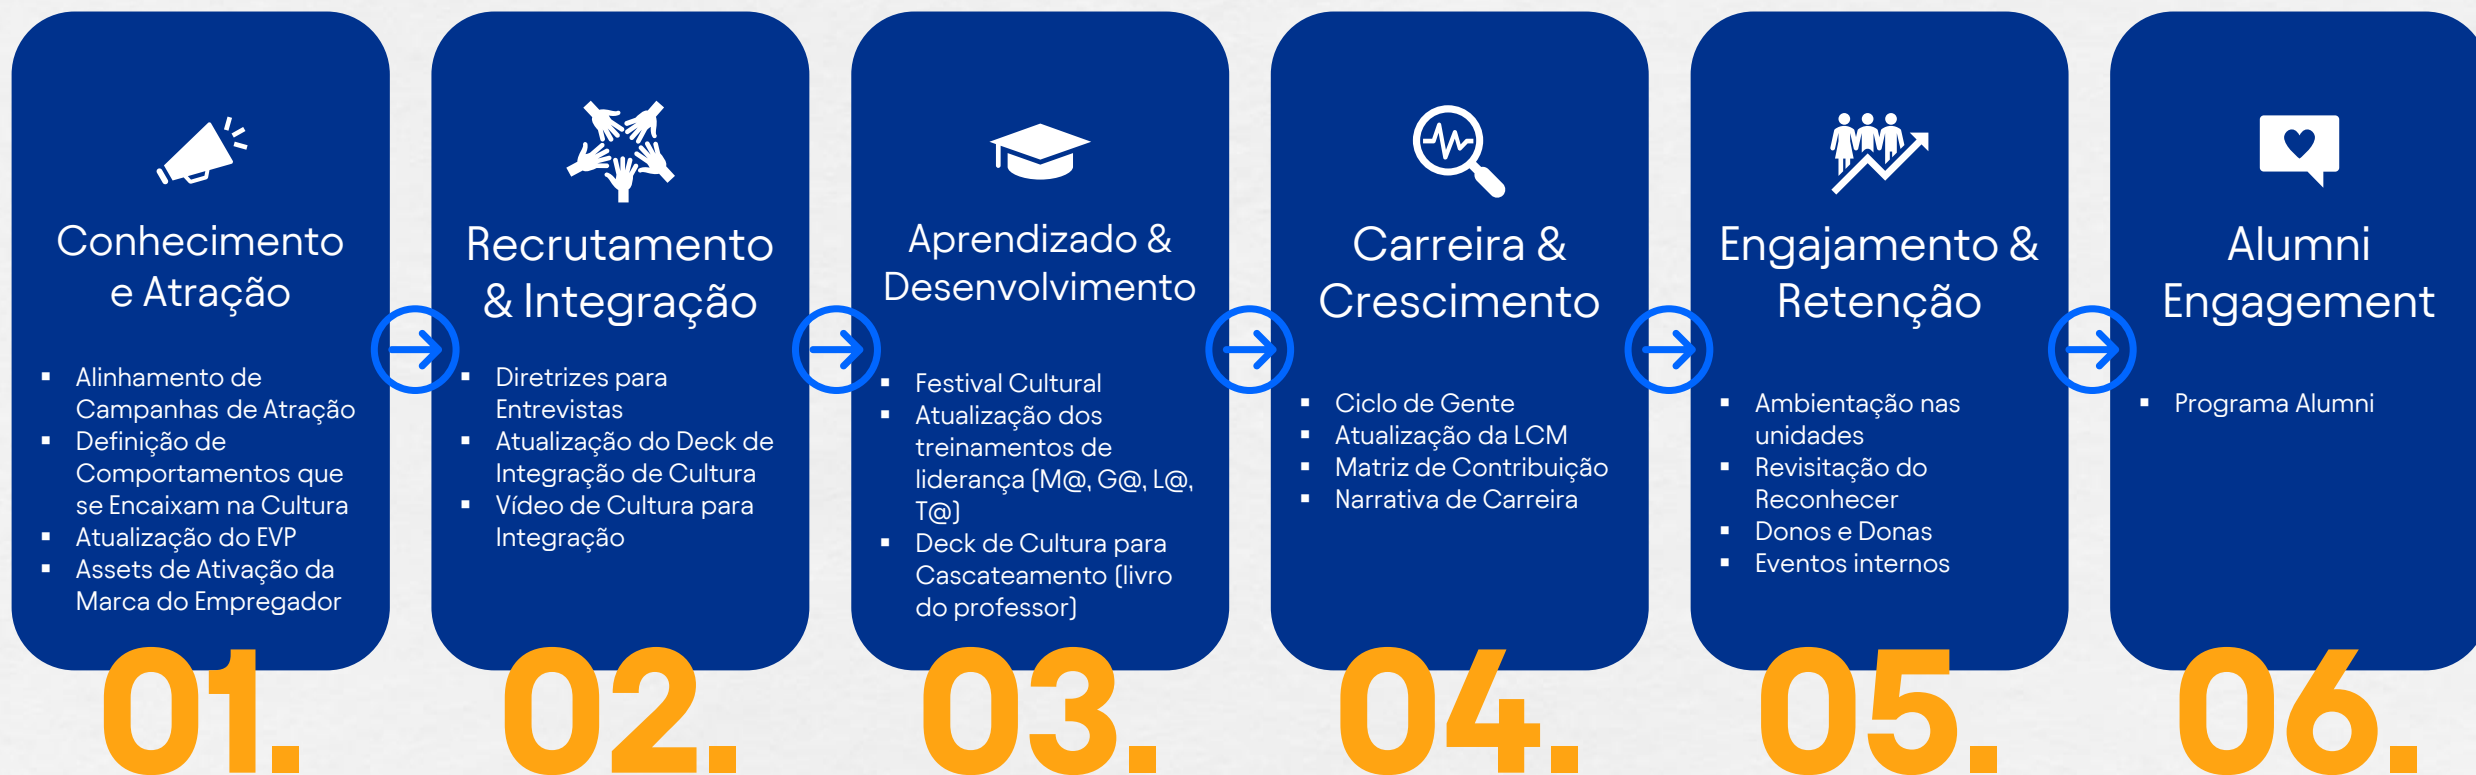 Conhecimento
e Atração
▪ Alinhamento de
Campanhas de Atração
▪ Definição de
Comportamentos que
se Encaixam na Cultura
▪ Atualização do EVP
▪ Assets de Ativação da
Marca do Empregador
01.
Recrutamento
& Integração
▪ Diretrizes para
Entrevistas
▪ Atualização do Deck de
Integração de Cultura
▪ Vídeo de Cultura para
Integração
02.
Aprendizado &
Desenvolvimento
▪ Festival Cultural
▪ Atualização dos
treinamentos de
liderança (M@, G@, L@,
T@)
▪ Deck de Cultura para
Cascateamento (livro
do professor)
03.
Carreira &
Crescimento
▪ Ciclo de Gente
▪ Atualização da LCM
▪ Matriz de Contribuição
▪ Narrativa de Carreira
04.
Engajamento &
Retenção
▪ Ambientação nas
unidades
▪ Revisitação do
Reconhecer
▪ Donos e Donas
▪ Eventos internos
05.
Alumni
Engagement
▪ Programa Alumni
06.